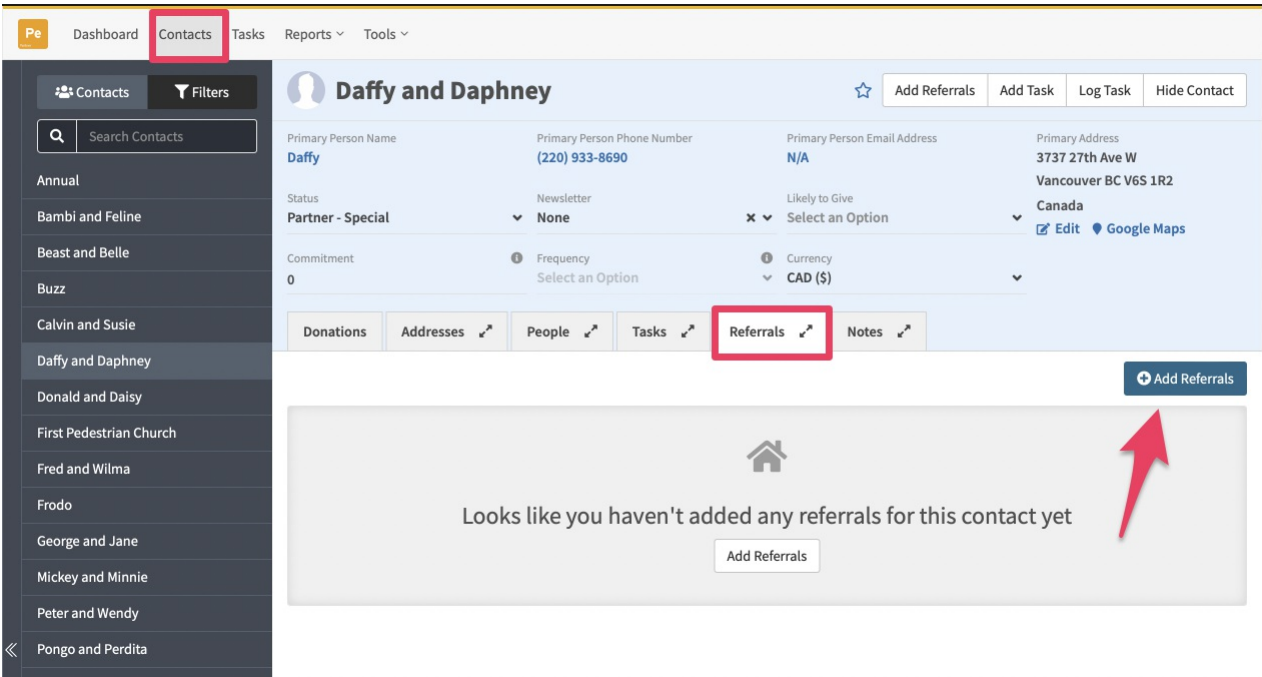 Pe
Dashboard Contacts Tasks Reports Tools
Contacts Filters
Search Contacts
Annual
Bambi and Feline
Beast and Belle
Buzz
Calvin and Susie
Daffy and Daphney
Donald and Daisy
First Pedestrian Church
Fred and Wilma
Frodo
George and Jane
Mickey and Minnie
Peter and Wendy
Pongo and Perdita
Daffy and Daphney
Add Referrals Add Task Log Task Hide Contact
Primary Person Name
Daffy
Primary Person Phone Number
(220) 933-8690
Primary Person Email Address
N/A
Primary Address
3737 27th Ave W
Vancouver BC V6S 1R2
Canada
Edit Google Maps
Status
Partner - Special
Newsletter
None
Likely to Give
Select an Option
Commitment
0
Frequency
Select an Option
Currency
CAD ($)
Donations Addresses People Tasks Referrals Notes
Add Referrals
Looks like you haven't added any referrals for this contact yet
Add Referrals